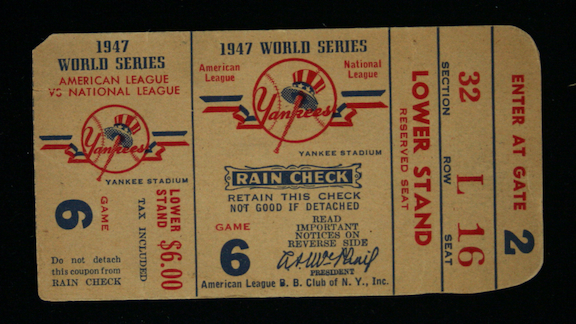 1947
WORLD SERIES
AMERICAN LEAGUE
VS NATIONAL LEAGUE
Yankees
YANKEE STADIUM
6
GAME
LOWER
STAND $6.00
TAX INCLUDED
Do not detach
this coupon from
RAIN CHECK
1947 WORLD SERIES
American
League
National
League
Yankees
YANKEE STADIUM
RAIN CHECK
RETAIN THIS CHECK
NOT GOOD IF DETACHED
GAME
6
READ
IMPORTANT
NOTICES ON
REVERSE SIDE
PRESIDENT
American League B. B. Club of N. Y., Inc.
LOWER STAND
RESERVED SEAT
32 L 16
SECTION ROW SEAT
ENTER AT GATE 2